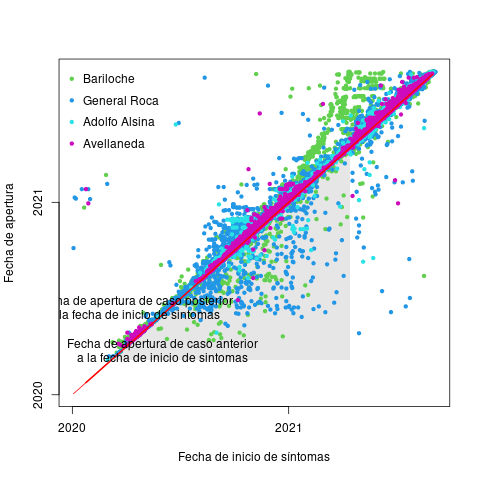 Bariloche
General Roca
Adolfo Alsina
Avellaneda
Fecha de apertura
2021
2020
de apertura de caso posterior
la fecha de inicio de síntomas
Fecha de apertura de caso anterior
a la fecha de inicio de sintomas
2020
2021
Fecha de inicio de síntomas